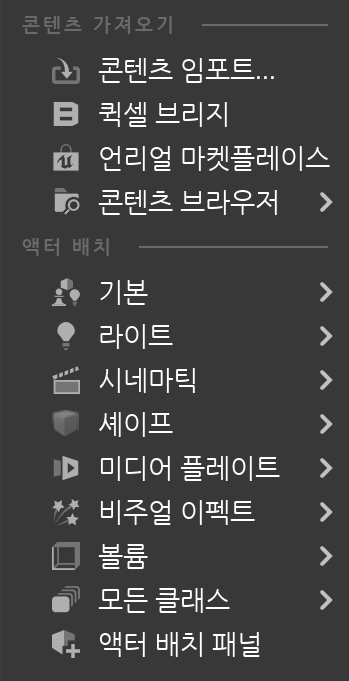 콘텐츠 가져오기
콘텐츠 임포트...
퀵셀 브리지
언리얼 마켓플레이스
콘텐츠 브라우저
액터 배치
기본
라이트
시네마틱
셰이프
미디어 플레이트
비주얼 이펙트
볼륨
모든 클래스
액터 배치 패널